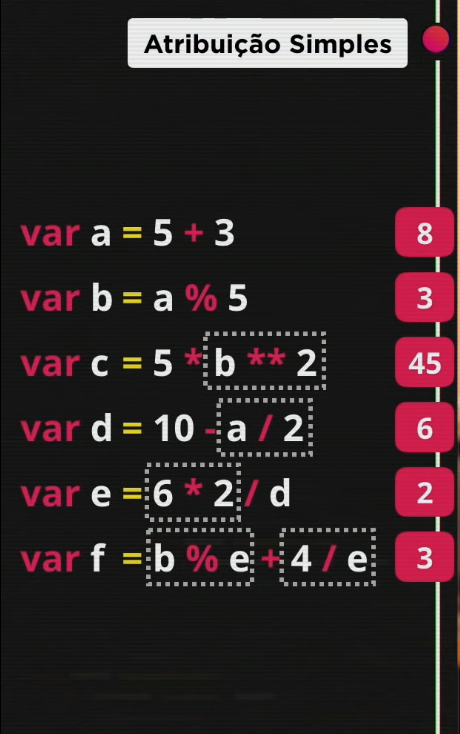 Atribuição Simples
var a = 5 + 3 8
var b = a % 5 3
var c = 5 * b ** 2 45
var d = 10 - a / 2 6
var e = 6 * 2 / d 2
var f = b % e + 4 / e 3